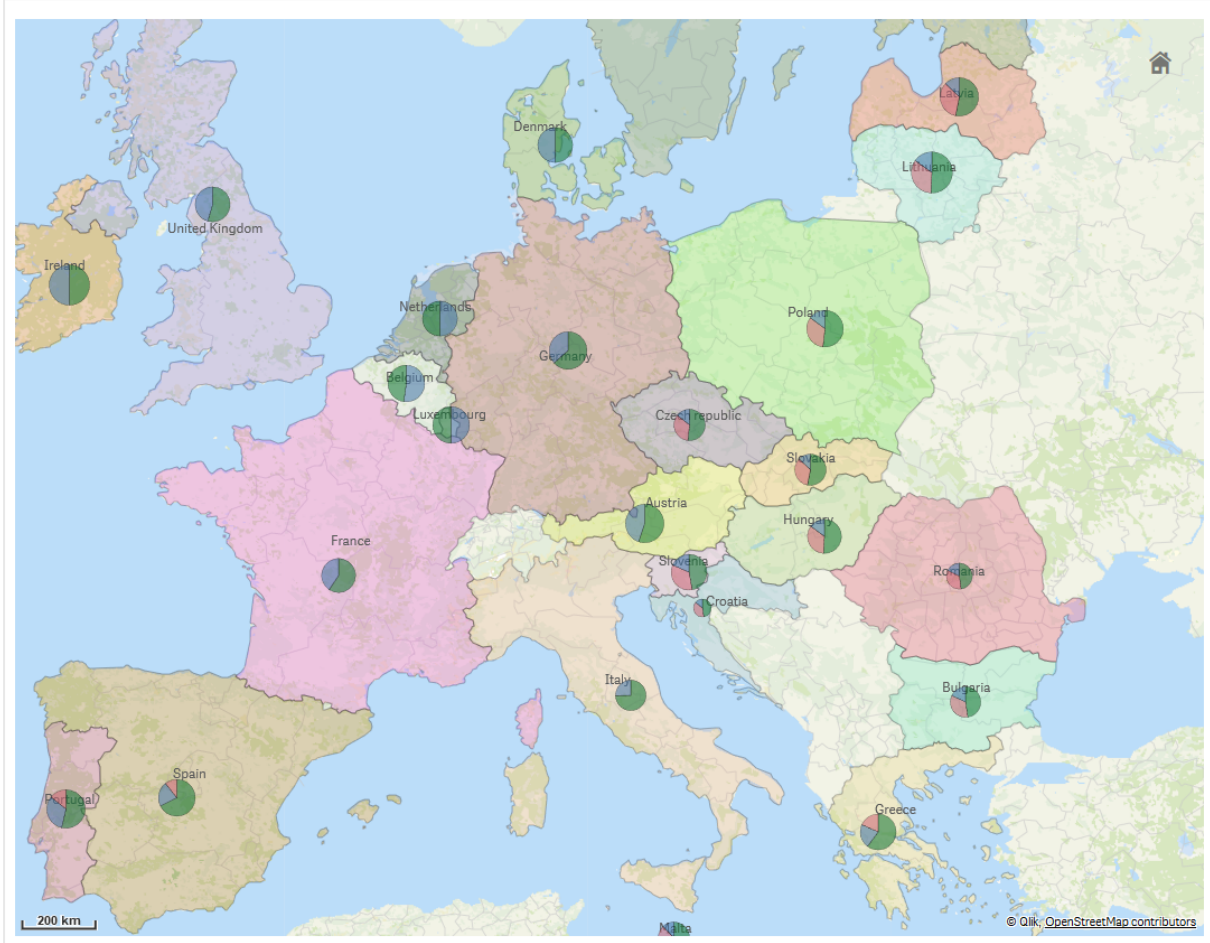 Latvia
Denmark
Lithuania
United Kingdom
Ireland
Netherlands
Poland
Germany
Belgium
Luxembourg
Czech republic
Slovakia
Austria
Hungary
France
Slovenia
Romania
Croatia
Italy
Bulgaria
Spain
Portugal
Greece
200 km
© Qlik, OpenStreetMap contributors
Malta